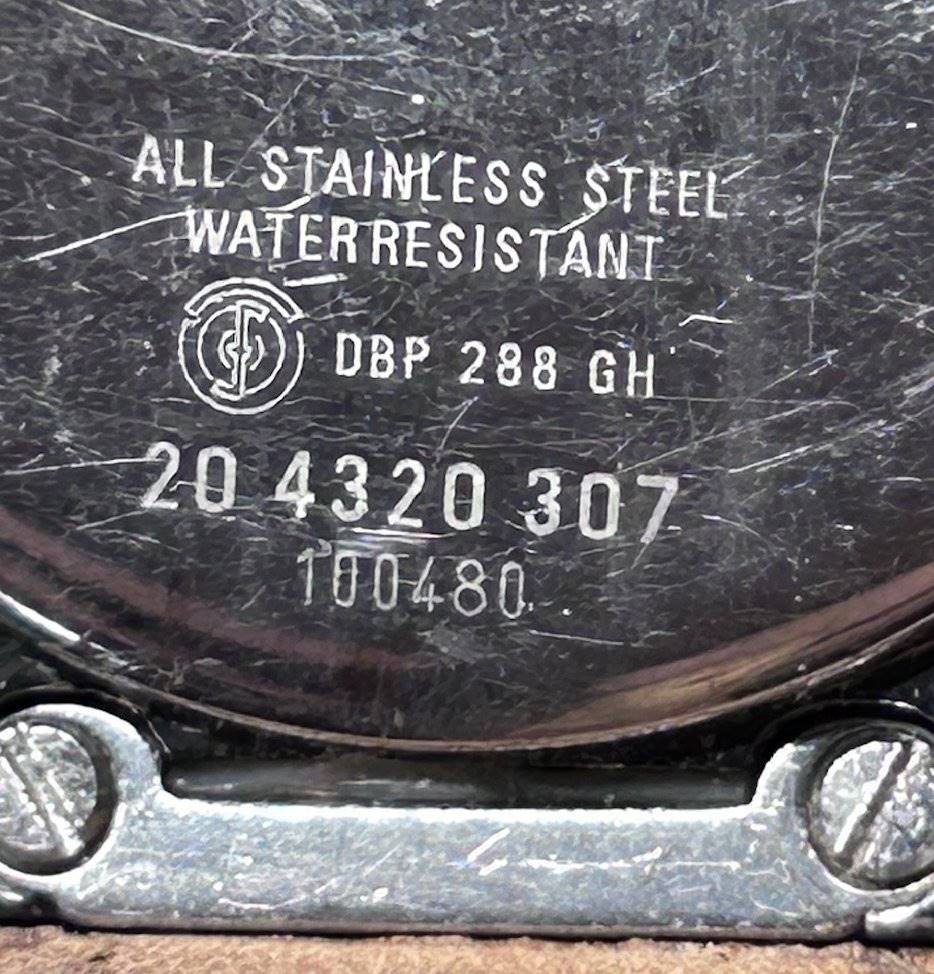 ALL STAINLESS STEEL
WATERRESISTANT
DBP 288 GH
20 4320 307
100480